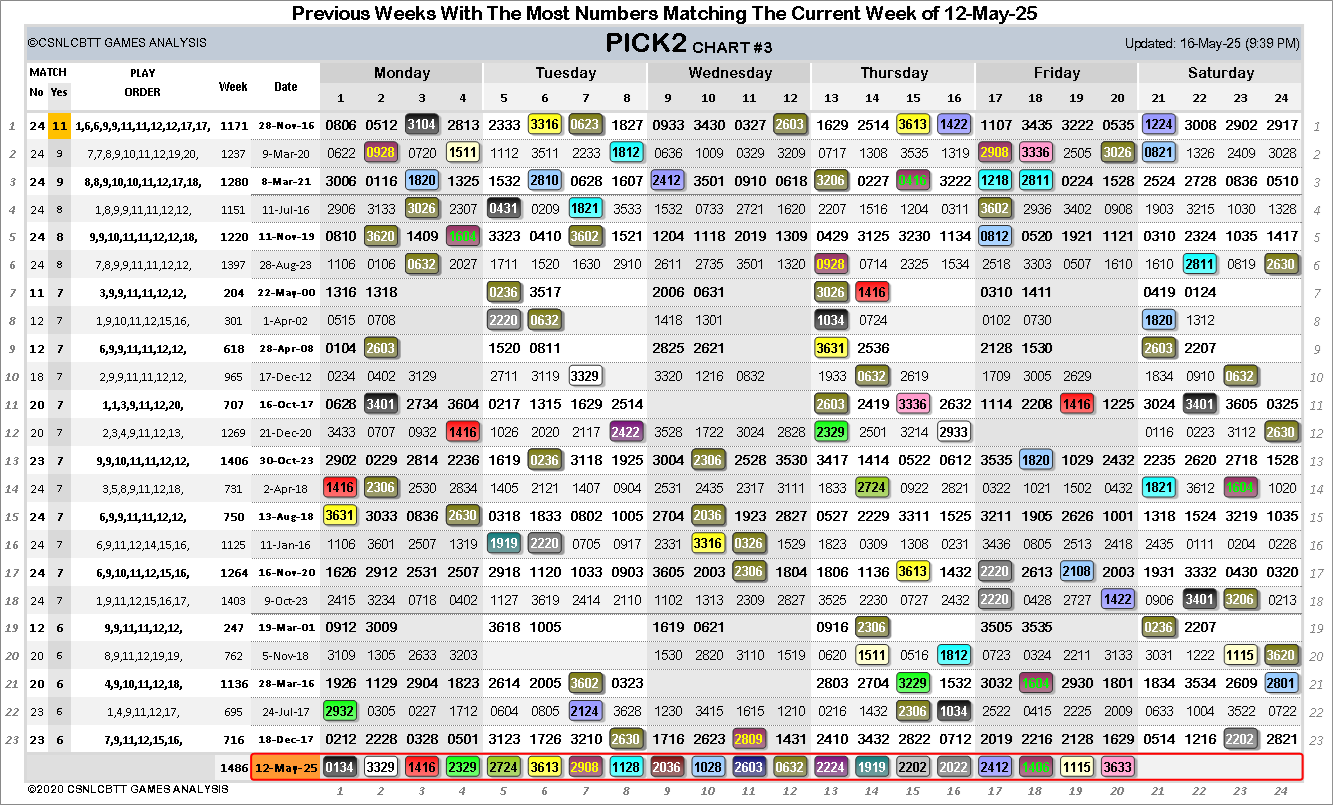 Previous Weeks With The Most Numbers Matching The Current Week of 12-May-25
©CSNLCBTT GAMES ANALYSIS PICK2 CHART #3 Updated: 16-May-25 (9:39 PM)
MATCH PLAY Week Date Monday Tuesday Wednesday Thursday Friday Saturday
No Yes ORDER 1 2 3 4 5 6 7 8 9 10 11 12 13 14 15 16 17 18 19 20 21 22 23 24
1 24 11 1,6,6,9,9,11,11,12,12,17,17, 1171 28-Nov-16 0806 0512 3104 2813 2333 3316 0623 1827 0933 3430 0327 2603 1629 2514 3613 1422 1107 3435 3222 0535 1224 3008 2902 2917 1
2 24 9 7,7,8,9,10,11,12,19,20, 1237 9-Mar-20 0622 0928 0720 1511 1112 3511 2233 1812 0636 1009 0329 3209 0717 1308 3535 1319 2908 3336 2505 3026 0821 1326 2409 3028 2
3 24 9 8,8,9,10,10,11,12,17,18, 1280 8-Mar-21 3006 0116 1820 1325 1532 2810 0628 1607 2412 3501 0910 0618 3206 0227 0416 3222 1218 2811 0224 1528 2524 2728 0836 0510 3
4 24 8 1,8,9,9,11,11,12,12, 1151 11-Jul-16 2906 3133 3026 2307 0431 0209 1821 3533 1532 0733 2721 1620 2207 1516 1204 0311 3602 2936 3402 0908 1903 3215 1030 1328 4
5 24 8 9,9,10,11,11,12,12,18, 1220 11-Nov-19 0810 3620 1409 1604 3323 0410 3602 1521 1204 1118 2019 1309 0429 3125 3230 1134 0812 0520 1921 1121 0310 2324 1035 1417 5
6 24 8 7,8,9,9,11,11,12,12, 1397 28-Aug-23 1106 0106 0632 2027 1711 1520 1630 2910 2611 2735 3501 1320 0928 0714 2325 1534 2518 3303 0507 1610 1610 2811 0819 2630 6
7 11 7 3,9,9,11,11,12,12, 204 22-May-00 1316 1318 0236 3517 2006 0631 3026 1416 0310 1411 0419 0124 7
8 12 7 1,9,10,11,12,15,16, 301 1-Apr-02 0515 0708 2220 0632 1418 1301 1034 0724 0102 0730 1820 1312 8
9 12 7 6,9,9,11,11,12,12, 618 28-Apr-08 0104 2603 1520 0811 2825 2621 3631 2536 2128 1530 2603 2207 9
10 18 7 2,9,9,11,11,12,12, 965 17-Dec-12 0234 0402 3129 2711 3119 3329 3320 1216 0832 1933 0632 2619 1709 3005 2629 1834 0910 0632 10
11 20 7 1,1,3,9,11,12,20, 707 16-Oct-17 0628 3401 2734 3604 0217 1315 1629 2514 2603 2419 3336 2632 1114 2208 1416 1225 3024 3401 3605 0325 11
12 20 7 2,3,4,9,11,12,13, 1269 21-Dec-20 3433 0707 0932 1416 1026 2020 2117 2422 3528 1722 3024 2828 2329 2501 3214 2933 0116 0223 3112 2630 12
13 23 7 9,9,10,11,11,12,12, 1406 30-Oct-23 2902 0229 2814 2236 1619 0236 3118 1925 3004 2306 2528 3530 3417 1414 0522 0612 3535 1820 1029 2432 2235 2620 2718 1528 13
14 24 7 3,5,8,9,11,12,18, 731 2-Apr-18 1416 2306 2530 2834 1405 2121 1407 0904 2531 2435 2317 3111 1833 2724 0922 2821 0322 1021 1502 0432 1821 3612 1604 1020 14
15 24 7 6,9,9,11,11,12,12, 750 13-Aug-18 3631 3033 0836 2630 0318 1833 0802 1005 2704 2036 1923 2827 0527 2229 3311 1525 3211 1905 2626 1001 1318 1524 3219 1035 15
16 24 7 6,9,11,12,14,15,16, 1125 11-Jan-16 1106 3601 2507 1319 1919 2220 0705 0917 2331 3316 0326 1529 1823 0309 1308 0231 3436 0805 2513 2418 2435 0111 0204 0228 16
17 24 7 6,9,10,11,12,15,16, 1264 16-Nov-20 1626 2912 2531 2507 2918 1120 1033 0903 3605 2003 2306 1804 1806 1136 3613 1432 2220 2613 2108 2003 1931 3332 0430 0320 17
18 24 7 1,9,11,12,15,16,17, 1403 9-Oct-23 2415 3234 0718 0402 1127 3619 2414 2110 1102 1313 2309 2827 3525 2230 0727 2432 2220 0428 2727 1422 0906 3401 3206 0213 18
19 12 6 9,9,11,11,12,12, 247 19-Mar-01 0912 3009 3618 1005 1619 0621 0916 2306 3505 3535 0236 2207 19
20 20 6 8,9,11,12,19,19, 762 5-Nov-18 3109 1305 2633 3203 1530 2820 3110 1519 0620 1511 0516 1812 0723 0324 2211 3133 3031 1222 1115 3620 20
21 20 6 4,9,10,11,12,18, 1136 28-Mar-16 1926 1129 2904 1823 2614 2005 3602 0323 2803 2704 3229 1532 3032 1604 2930 1801 1834 3534 2609 2801 21
22 23 6 1,4,9,11,12,17, 695 24-Jul-17 2932 0305 0227 1712 0604 0805 2124 3628 1230 3415 1615 1210 0216 1432 2306 1034 2522 0415 2225 2009 0633 1004 3522 0722 22
23 23 6 7,9,11,12,15,16, 716 18-Dec-17 0212 2228 0328 0501 3123 1726 3210 2630 1716 2623 2809 1431 2410 3432 2822 0712 2019 2216 2128 1629 0514 1216 2202 2821 23
1486 12-May-25 0134 3329 1416 2329 2724 3613 2908 1128 2036 1028 2603 0632 2224 1919 2202 2022 2412 1406 1115 3633
©2020 CSNLCBTT GAMES ANALYSIS 1 2 3 4 5 6 7 8 9 10 11 12 13 14 15 16 17 18 19 20 21 22 23 24